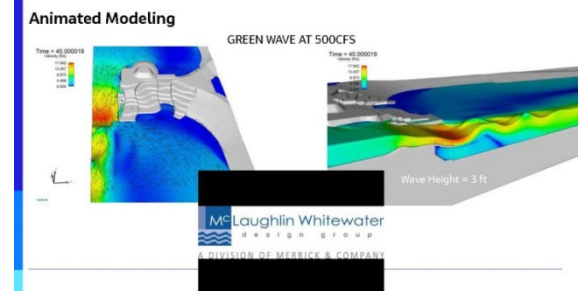 Animated Modeling
GREEN WAVE AT 500CFS
Time = 40.000019
Time = 40.000019
Wave Height = 3 ft
McLaughlin Whitewater
design group
A DIVISION OF MERRICK & COMPANY